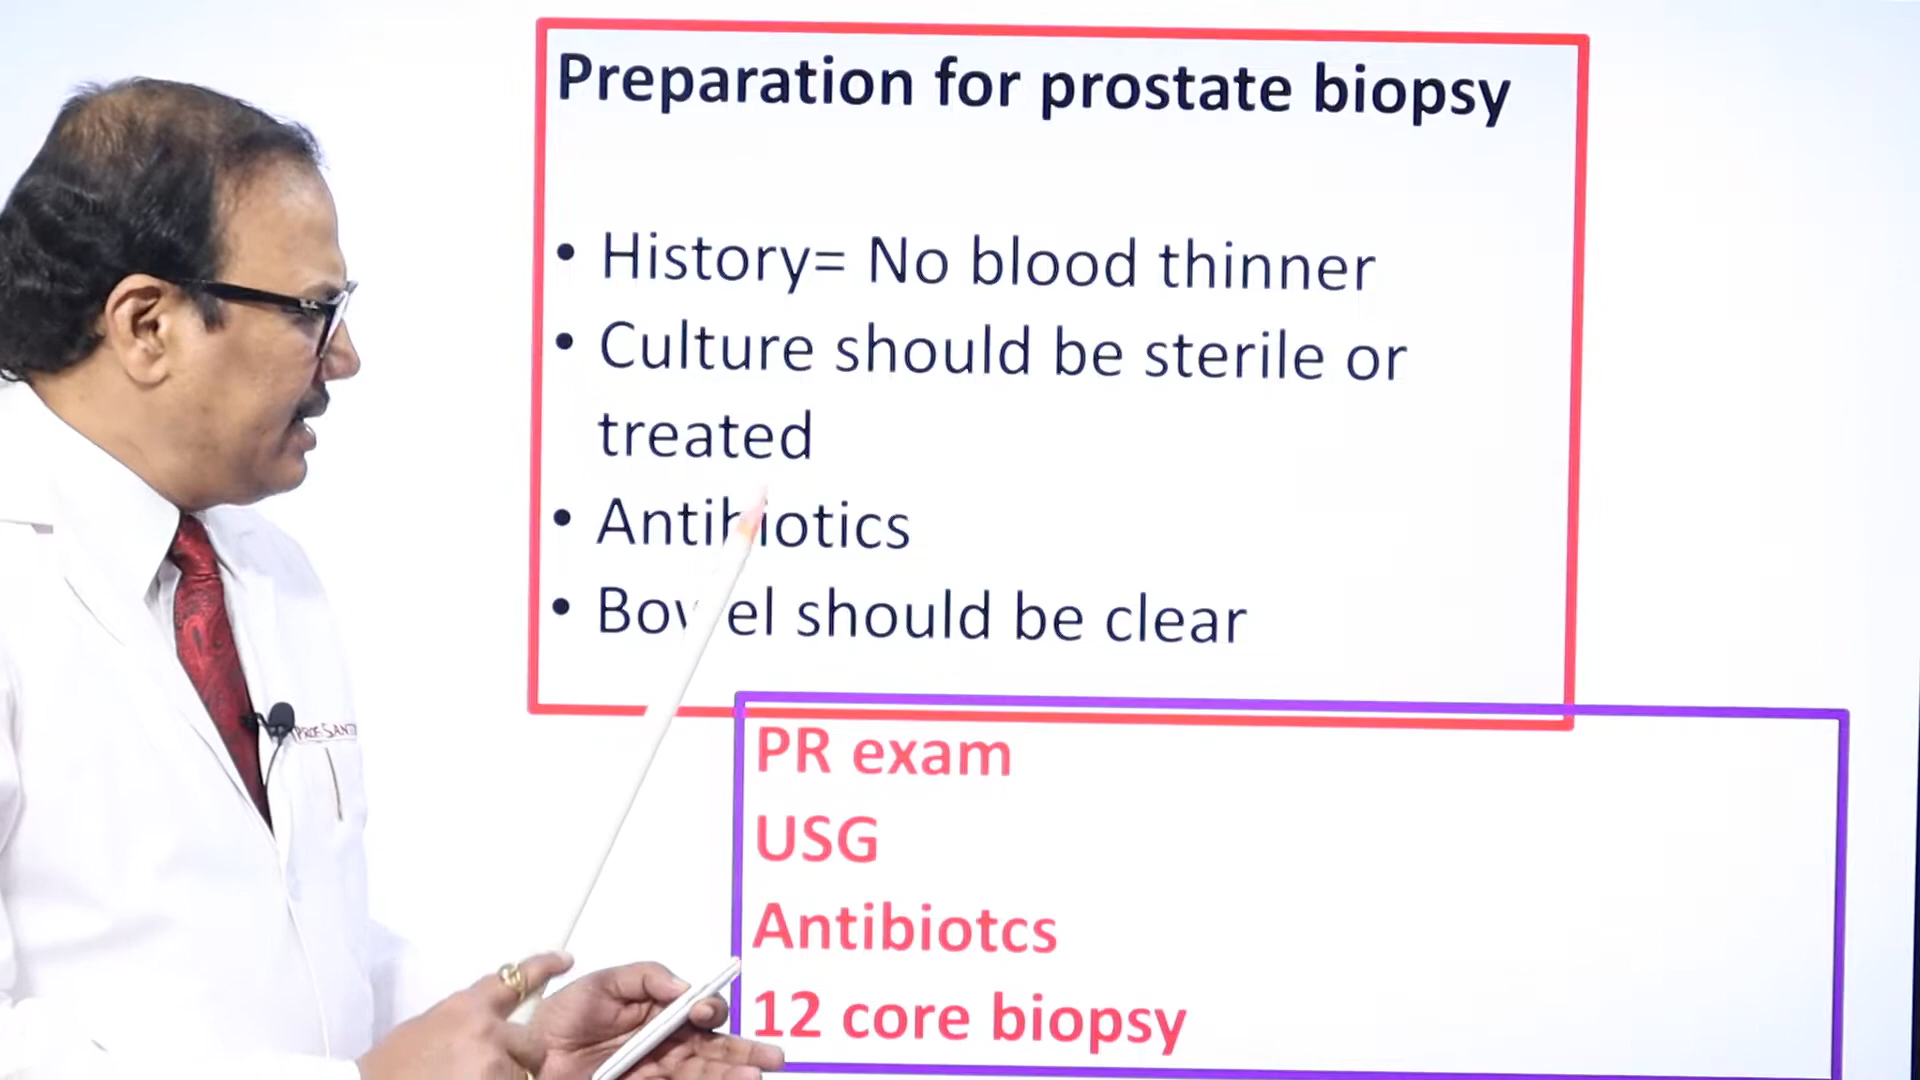 Preparation for prostate biopsy
• History= No blood thinner
• Culture should be sterile or
treated
• Antibiotics
• Bowel should be clear
PR exam
USG
Antibiotcs
12 core biopsy